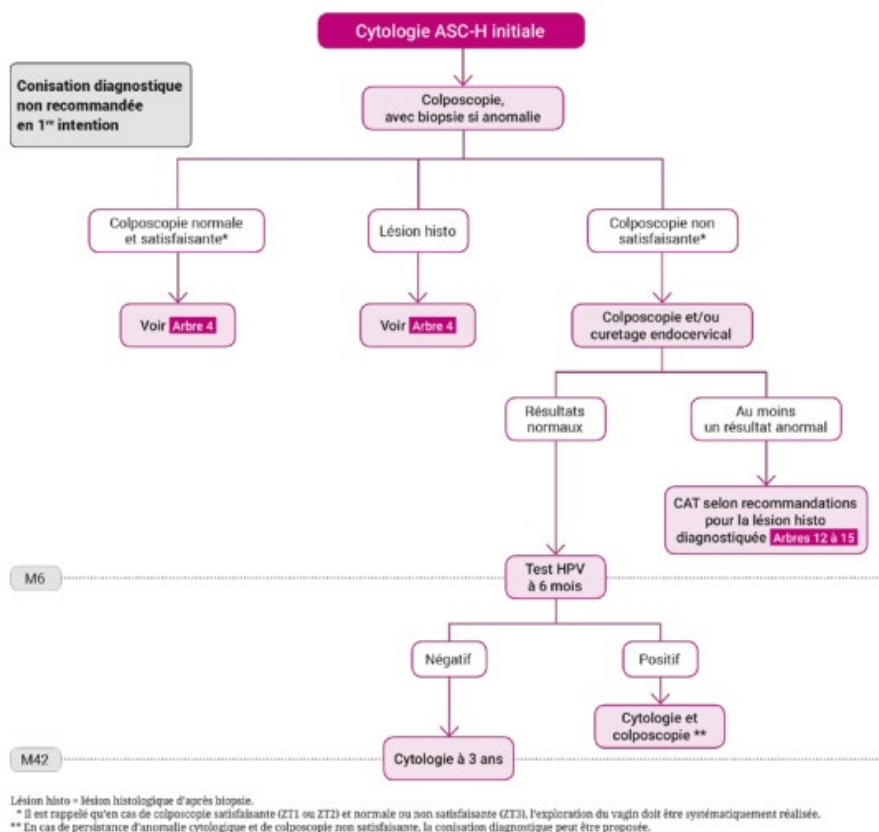 Cytologie ASC-H initiale
Conisation diagnostique
non recommandée
en 1re intention
Colposcopie,
avec biopsie si anomalie
Colposcopie normale
et satisfaisante*
Lésion histo
Colposcopie non
satisfaisante*
Voir Arbre 4
Voir Arbre 4
Colposcopie et/ou
curetage endocervical
Résultats
normaux
Au moins
un résultat anormal
CAT selon recommandations
pour la lésion histo
diagnostiquée Arbres 12 à 15
M6
Test HPV
à 6 mois
Négatif
Positif
Cytologie et
colposcopie **
M42
Cytologie à 3 ans
Lésion histo = lésion histologique d'après biopsie.
* Il est rappelé qu'en cas de colposcopie satisfaisante (ZT1 ou ZT2) et normale ou non satisfaisante (ZT3), l'exploration du vagin doit être systématiquement réalisée.
** En cas de persistance d'anomalie cytologique et de colposcopie non satisfaisante, la conisation diagnostique peut être proposée.